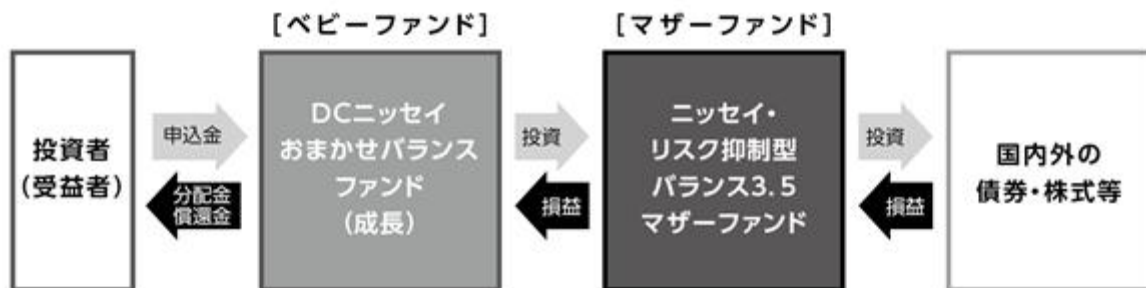 [ベビーファンド]
[マザーファンド]
投資者
(受益者)
申込金
分配金
償還金
DCニッセイ
おまかせバランス
ファンド
(成長)
投資
損益
ニッセイ・
リスク抑制型
バランス3.5
マザーファンド
投資
損益
国内外の
債券・株式等